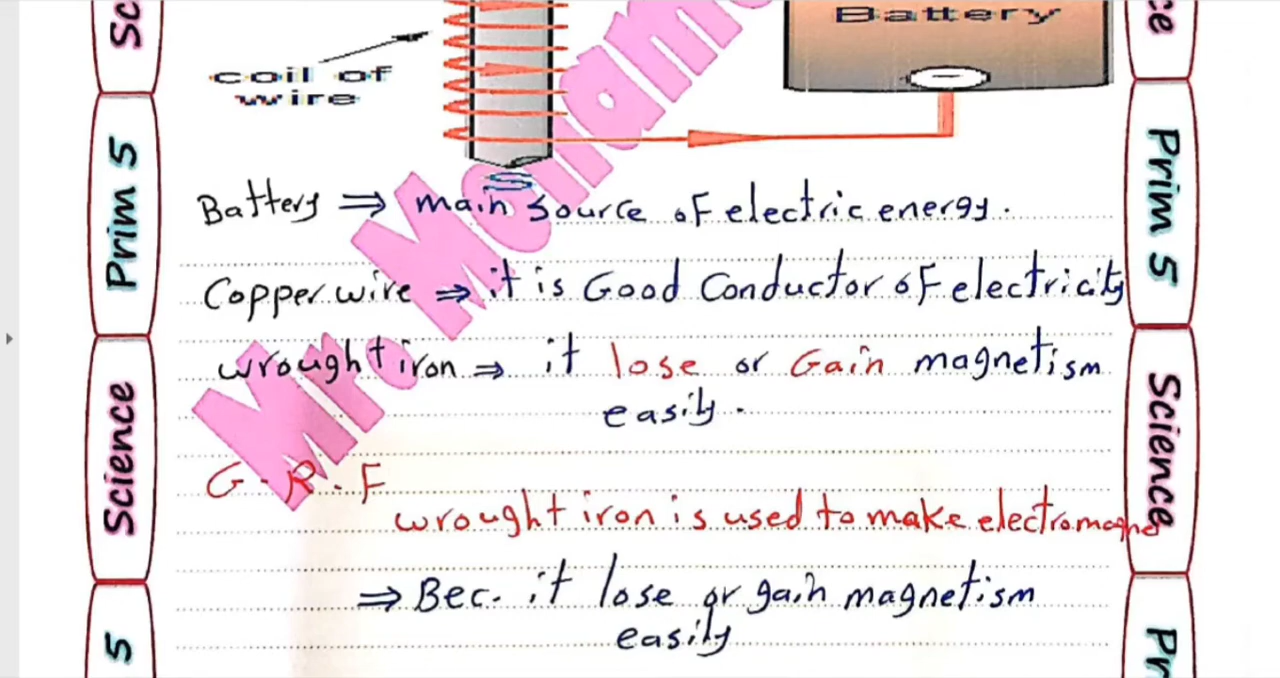 Sc
ce
Battery
coil of
wire
S
Prim 5
Prim 5
Battery ⇒ main source of electric energy.
Copper wire ⇒ it is Good Conductor of electricity
wrought iron ⇒ it lose or Gain magnetism
easily.
Science
Science
G.R.F
wrought iron is used to make electromagne
⇒ Bec. it lose or gain magnetism
easily
5
Pr